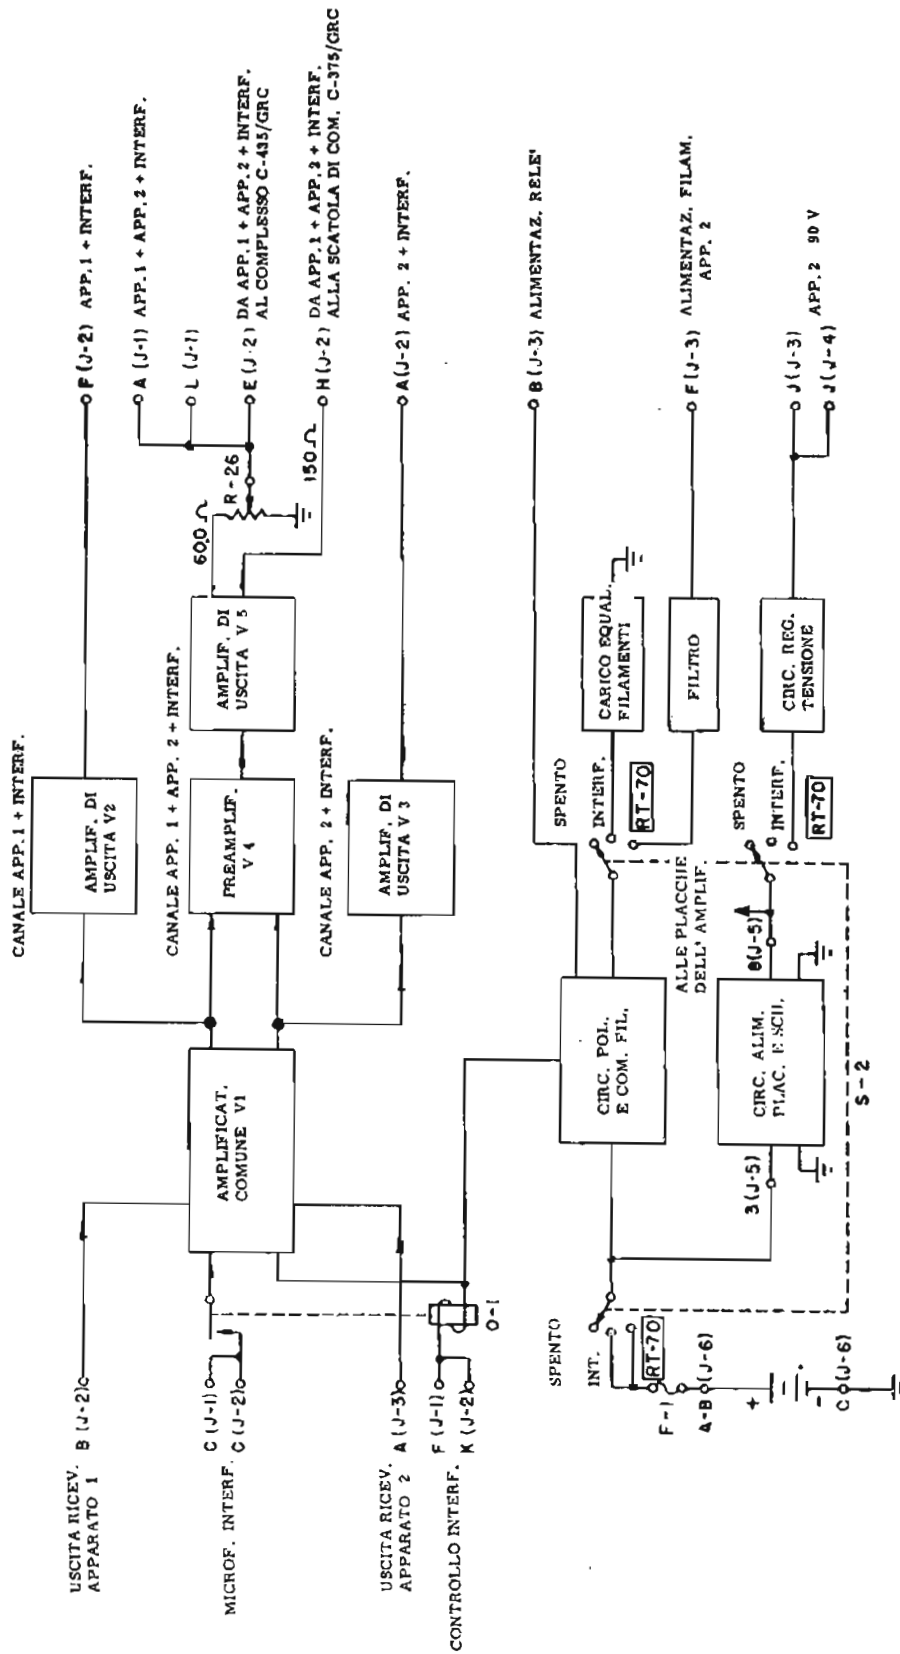 USCITA RICEV.
APPARATO 1
B (J-2)
CANALE APP. 1 + INTERF.
AMPLIF. DI
USCITA V2
F (J-2) APP. 1 + INTERF.
A (J-1) APP. 1 + APP. 2 + INTERF.
L (J-1)
E (J-2) DA APP. 1 + APP. 2 + INTERF.
AL COMPLESSO C-435/GRC
H (J-2) DA APP. 1 + APP. 2 + INTERF.
ALLA SCATOLA DI COM. C-375/GRC
MICROF. INTERF.
C (J-1)
C (J-2)
AMPLIFICAT.
COMUNE V1
CANALE APP. 1 + APP. 2 + INTERF.
PREAMPLIF.
V 4
AMPLIF. DI
USCITA V 5
600 Ω
R-26
150 Ω
USCITA RICEV.
APPARATO 2
A (J-3)
CANALE APP. 2 + INTERF.
AMPLIF. DI
USCITA V 3
A (J-2) APP. 2 + INTERF.
CONTROLLO INTERF.
F (J-1)
K (J-2)
O-1
B (J-3) ALIMENTAZ. RELE'
SPENTO
INT.
RT-70
F-1
A-B (J-6)
+
-
C (J-6)
CIRC. POL.
E COM. FIL.
SPENTO
INTERF.
RT-70
CARICO EQUAL.
FILAMENTI
FILTRO
F (J-3) ALIMENTAZ. FILAM.
APP. 2
ALLE PLACCHE
DELL' AMPLIF.
3 (J-5)
CIRC. ALIM.
PLAC. E SCH.
8 (J-5)
SPENTO
INTERF.
RT-70
CIRC. REG.
TENSIONE
J (J-3)
J (J-4)
APP. 2 90 V
S-2